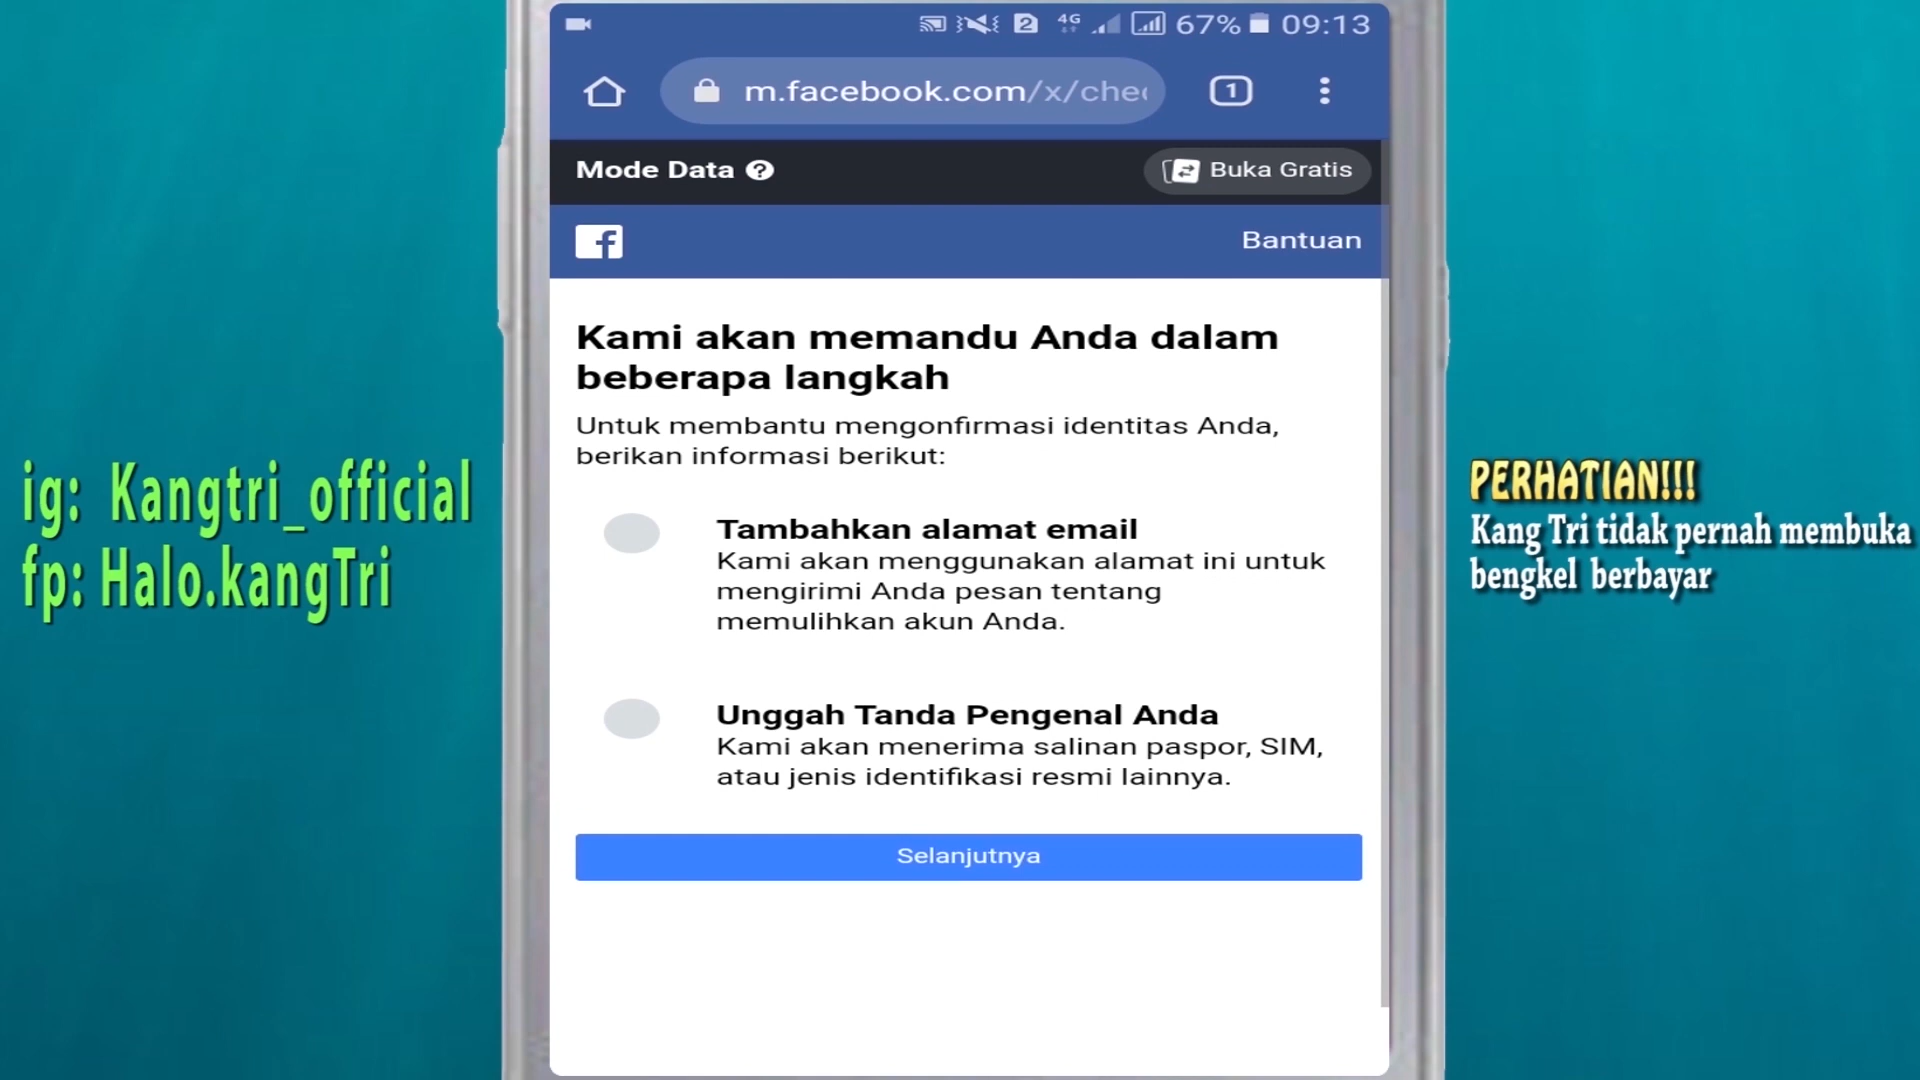 67% 09:13
m.facebook.com/x/chec
1
Mode Data ?
Buka Gratis
Bantuan
Kami akan memandu Anda dalam
beberapa langkah
Untuk membantu mengonfirmasi identitas Anda,
berikan informasi berikut:
Tambahkan alamat email
Kami akan menggunakan alamat ini untuk
mengirimi Anda pesan tentang
memulihkan akun Anda.
Unggah Tanda Pengenal Anda
Kami akan menerima salinan paspor, SIM,
atau jenis identifikasi resmi lainnya.
Selanjutnya
ig: Kangtri_official
fp: Halo.kangTri
PERHATIAN!!!
Kang Tri tidak pernah membuka
bengkel berbayar